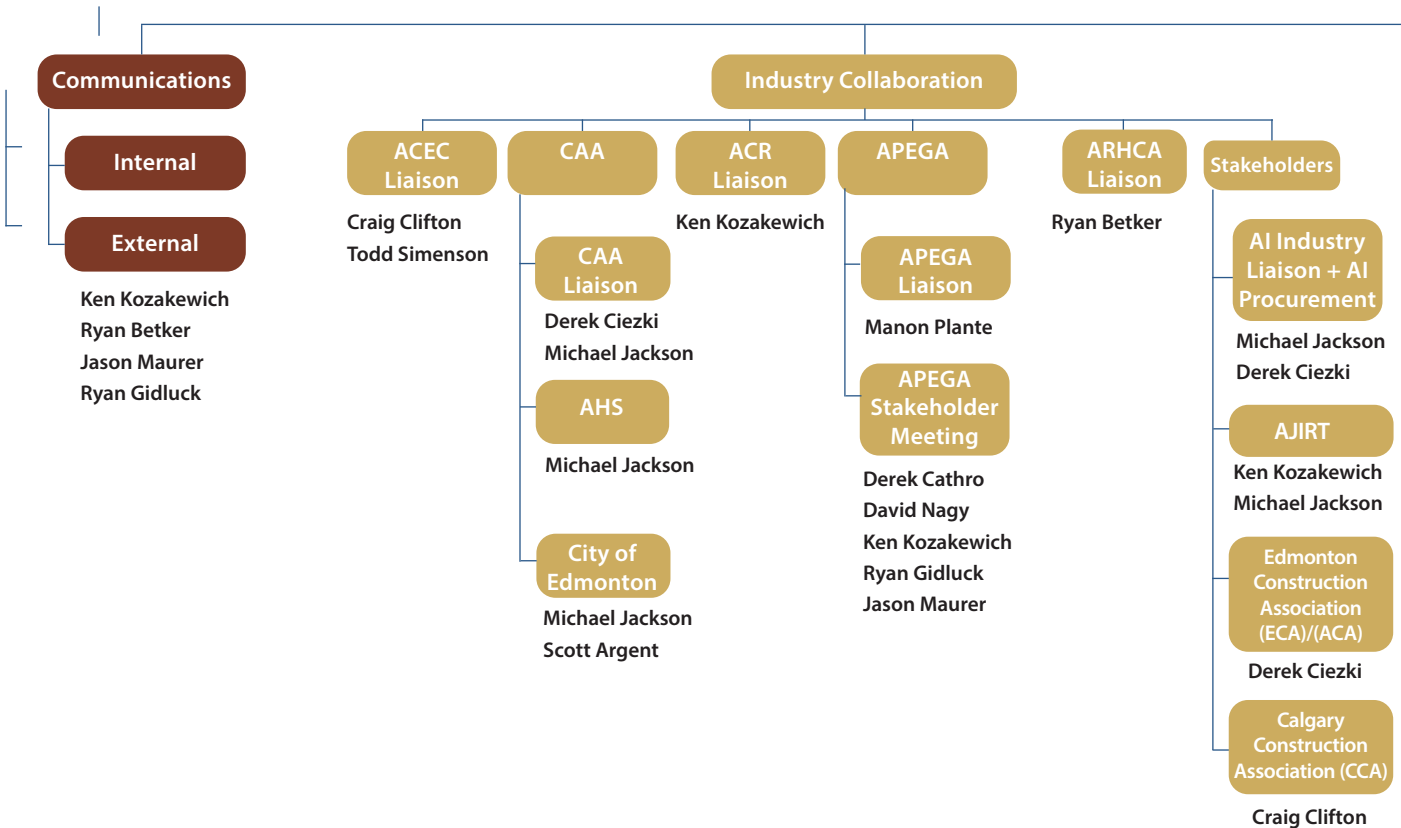 Communications
Internal
External
Ken Kozakewich
Ryan Betker
Jason Maurer
Ryan Gidluck
Industry Collaboration
ACEC
Liaison
Craig Clifton
Todd Simenson
CAA
CAA
Liaison
Derek Ciezki
Michael Jackson
AHS
Michael Jackson
City of
Edmonton
Michael Jackson
Scott Argent
ACR
Liaison
Ken Kozakewich
APEGA
APEGA
Liaison
Manon Plante
APEGA
Stakeholder
Meeting
Derek Cathro
David Nagy
Ken Kozakewich
Ryan Gidluck
Jason Maurer
ARHCA
Liaison
Ryan Betker
Stakeholders
AI Industry
Liaison + AI
Procurement
Michael Jackson
Derek Ciezki
AJIRT
Ken Kozakewich
Michael Jackson
Edmonton
Construction
Association
(ECA)/(ACA)
Derek Ciezki
Calgary
Construction
Association (CCA)
Craig Clifton